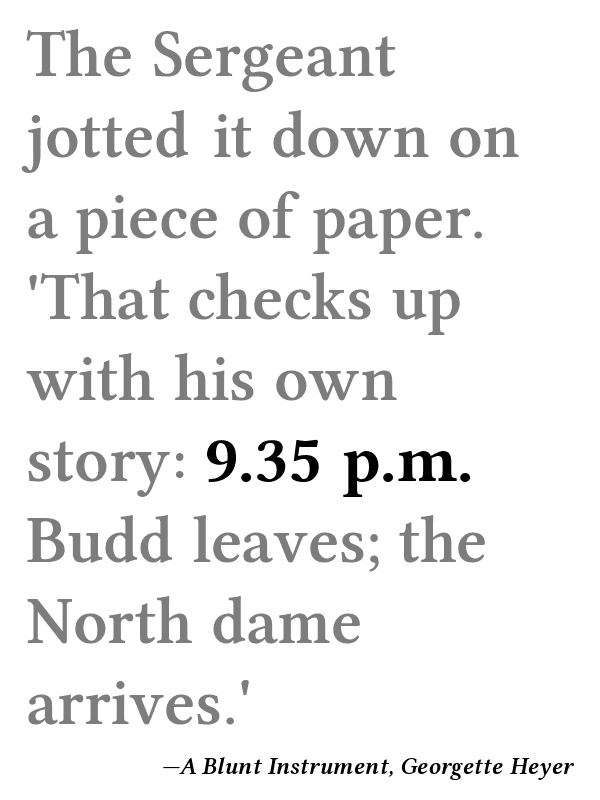 The Sergeant
jotted it down on
a piece of paper.
'That checks up
with his own
story: 9.35 p.m.
Budd leaves; the
North dame
arrives.'
—A Blunt Instrument, Georgette Heyer